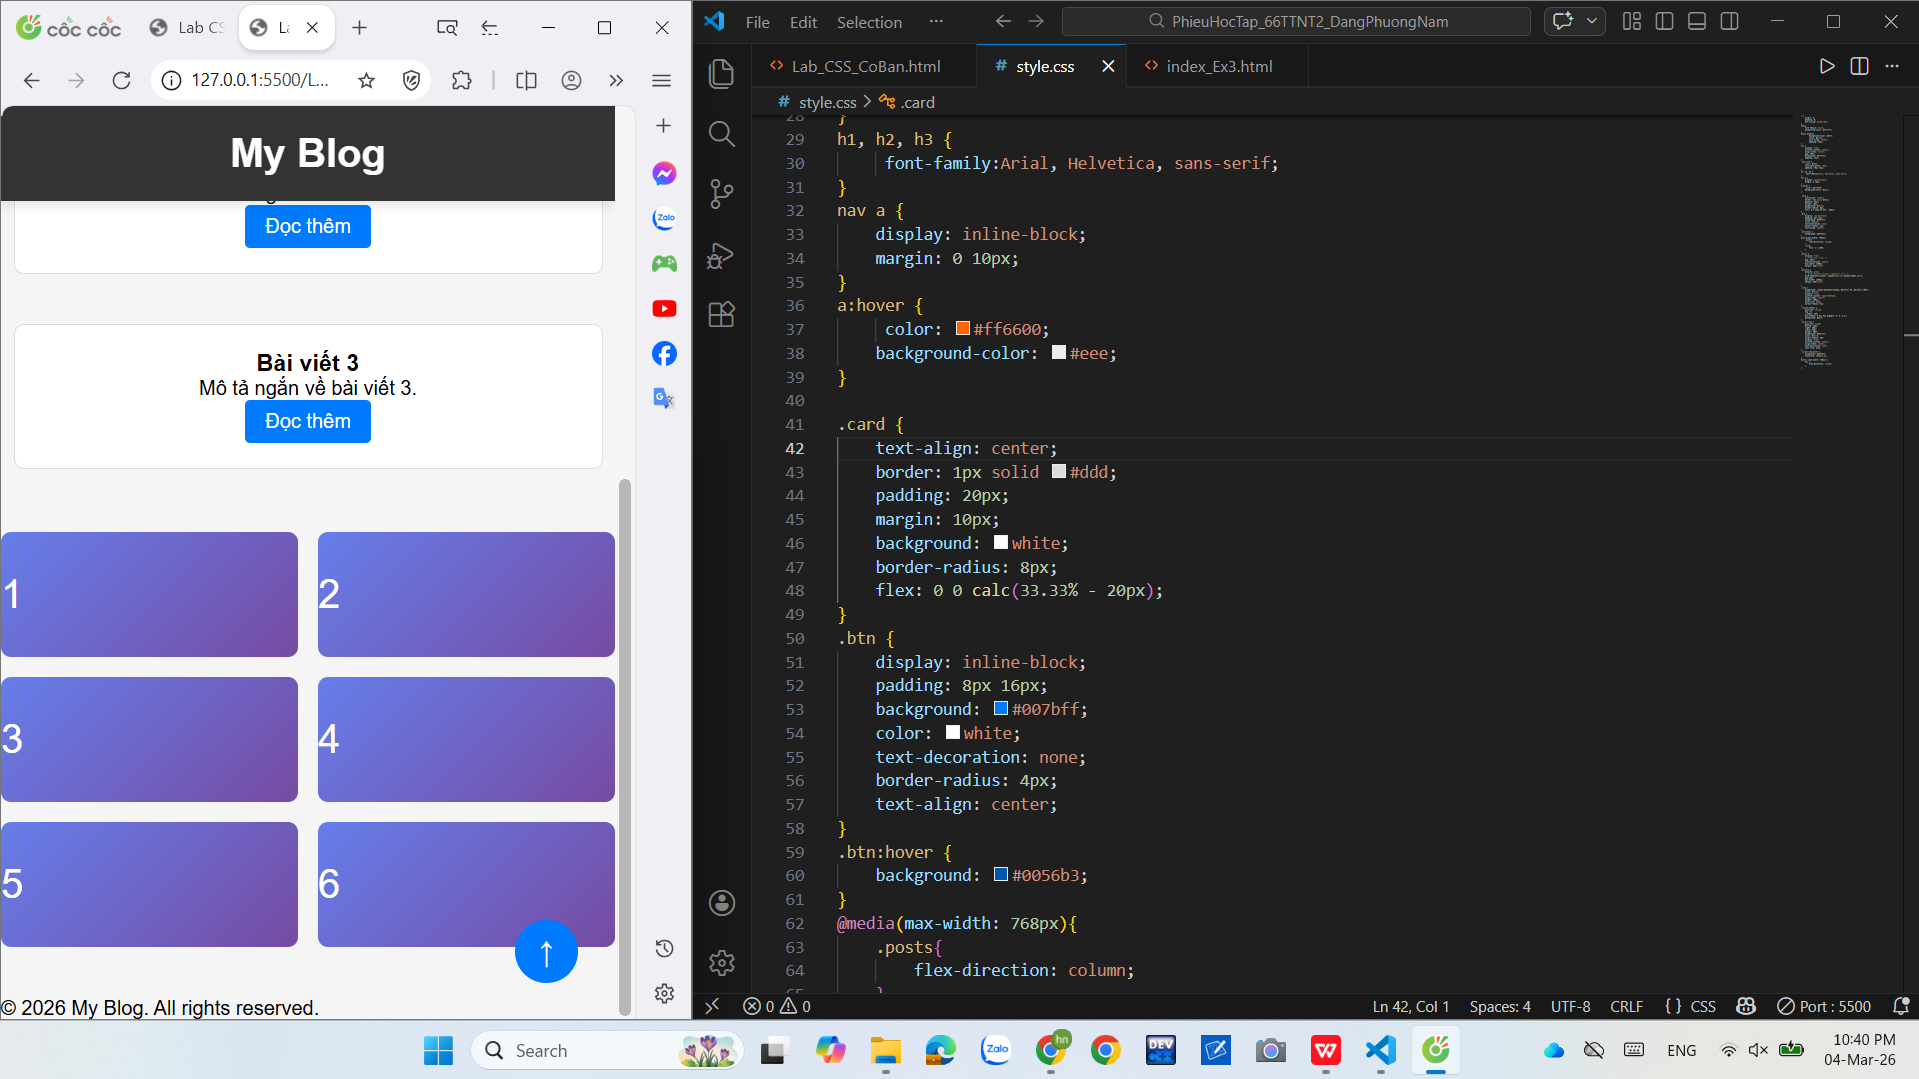 cốc cốc
Lab CS
La
127.0.0.1:5500/L...
My Blog
Đọc thêm
Bài viết 3
Mô tả ngắn về bài viết 3.
Đọc thêm
1
2
3
4
5
6
↑
© 2026 My Blog. All rights reserved.
Zalo
File Edit Selection ...
PhieuHocTap_66TTNT2_DangPhuongNam
Lab_CSS_CoBan.html
style.css
index_Ex3.html
style.css > .card
28 }
29 h1, h2, h3 {
30 font-family:Arial, Helvetica, sans-serif;
31 }
32 nav a {
33 display: inline-block;
34 margin: 0 10px;
35 }
36 a:hover {
37 color: #ff6600;
38 background-color: #eee;
39 }
40
41 .card {
42 text-align: center;
43 border: 1px solid #ddd;
44 padding: 20px;
45 margin: 10px;
46 background: white;
47 border-radius: 8px;
48 flex: 0 0 calc(33.33% - 20px);
49 }
50 .btn {
51 display: inline-block;
52 padding: 8px 16px;
53 background: #007bff;
54 color: white;
55 text-decoration: none;
56 border-radius: 4px;
57 text-align: center;
58 }
59 .btn:hover {
60 background: #0056b3;
61 }
62 @media(max-width: 768px){
63 .posts{
64 flex-direction: column;
65 }
0 0
Ln 42, Col 1
Spaces: 4
UTF-8
CRLF
{ } CSS
Port : 5500
Search
Zalo
hn
DEV
ENG
10:40 PM
04-Mar-26